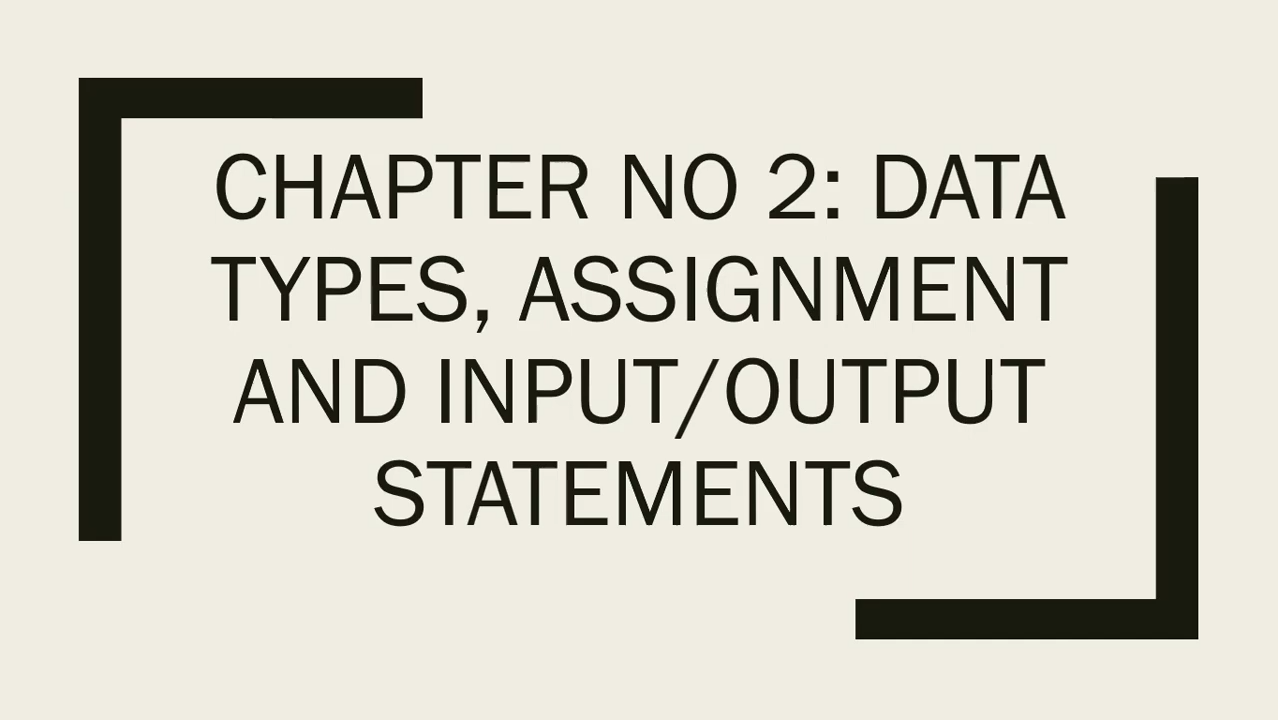 CHAPTER NO 2: DATA
TYPES, ASSIGNMENT
AND INPUT/OUTPUT
STATEMENTS